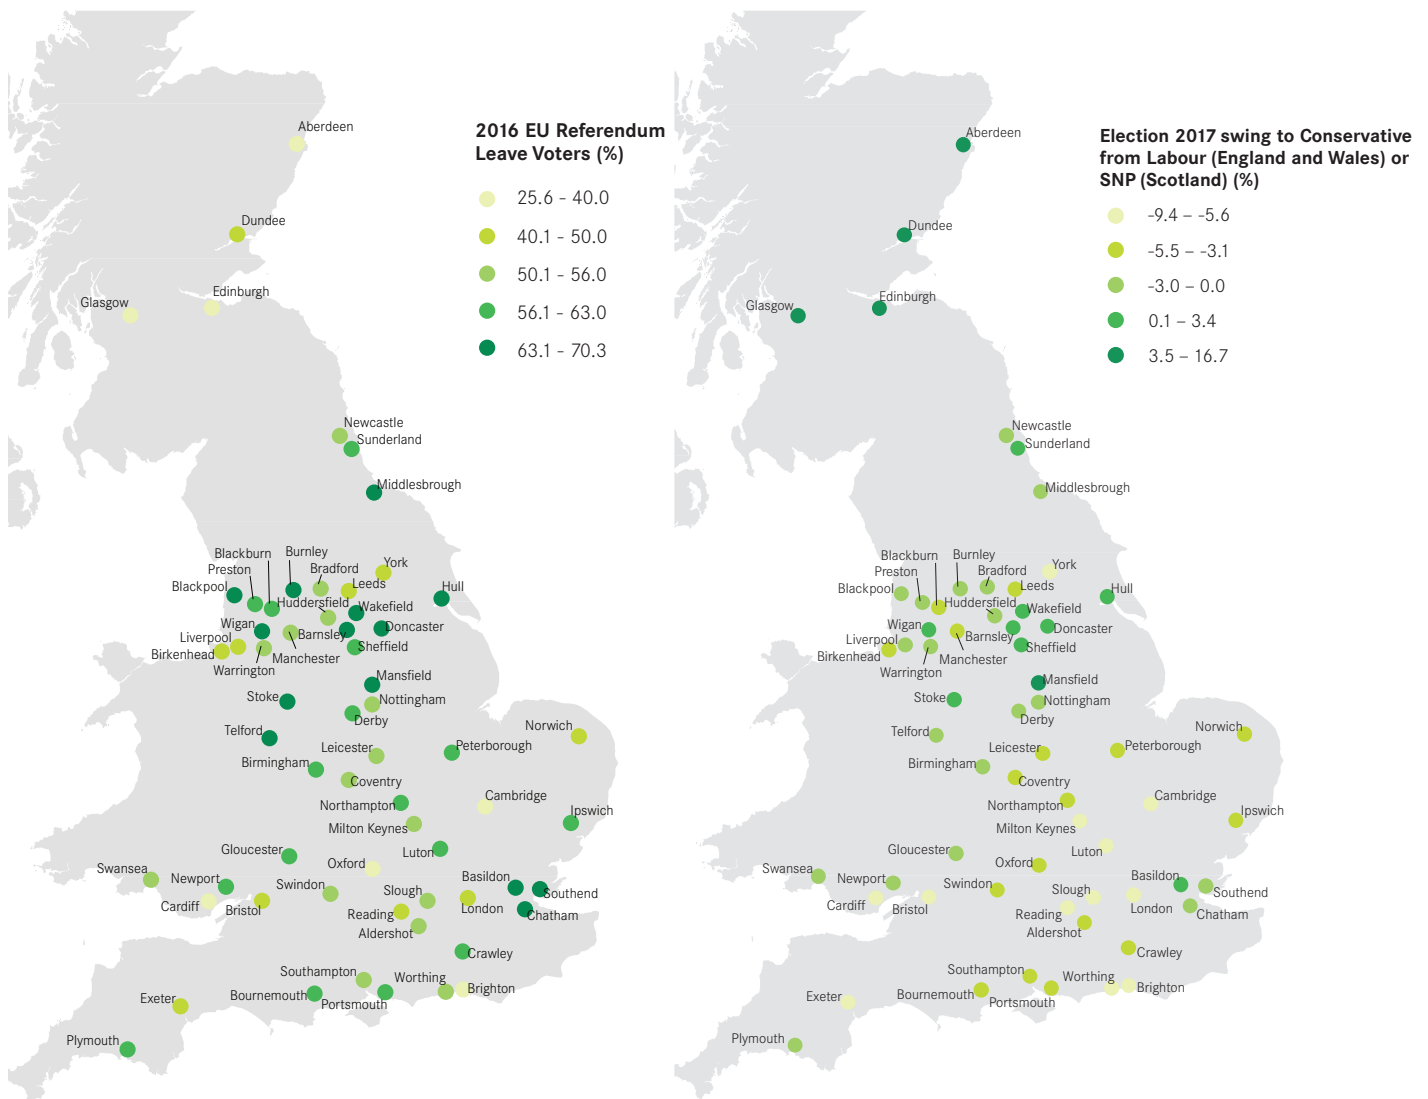 2016 EU Referendum
Leave Voters (%)
25.6 - 40.0
40.1 - 50.0
50.1 - 56.0
56.1 - 63.0
63.1 - 70.3
Aberdeen
Dundee
Edinburgh
Glasgow
Newcastle
Sunderland
Middlesbrough
Blackburn
Burnley
Preston
Bradford
York
Blackpool
Leeds
Hull
Huddersfield
Wakefield
Wigan
Barnsley
Doncaster
Liverpool
Sheffield
Birkenhead
Manchester
Warrington
Mansfield
Stoke
Nottingham
Derby
Norwich
Telford
Leicester
Peterborough
Birmingham
Coventry
Cambridge
Northampton
Ipswich
Milton Keynes
Gloucester
Luton
Oxford
Swansea
Newport
Swindon
Basildon
Slough
Southend
Cardiff
Bristol
London
Reading
Chatham
Aldershot
Crawley
Southampton
Worthing
Brighton
Exeter
Bournemouth
Portsmouth
Plymouth
Election 2017 swing to Conservative
from Labour (England and Wales) or
SNP (Scotland) (%)
-9.4 – -5.6
-5.5 – -3.1
-3.0 – 0.0
0.1 – 3.4
3.5 – 16.7
Aberdeen
Dundee
Edinburgh
Glasgow
Newcastle
Sunderland
Middlesbrough
Blackburn
Burnley
Preston
Bradford
York
Blackpool
Leeds
Hull
Huddersfield
Wakefield
Wigan
Barnsley
Doncaster
Liverpool
Sheffield
Birkenhead
Manchester
Warrington
Mansfield
Stoke
Nottingham
Derby
Norwich
Telford
Leicester
Peterborough
Birmingham
Coventry
Cambridge
Northampton
Ipswich
Milton Keynes
Gloucester
Luton
Oxford
Swansea
Newport
Swindon
Basildon
Slough
Southend
Cardiff
Bristol
London
Reading
Chatham
Aldershot
Crawley
Southampton
Worthing
Brighton
Exeter
Bournemouth
Portsmouth
Plymouth